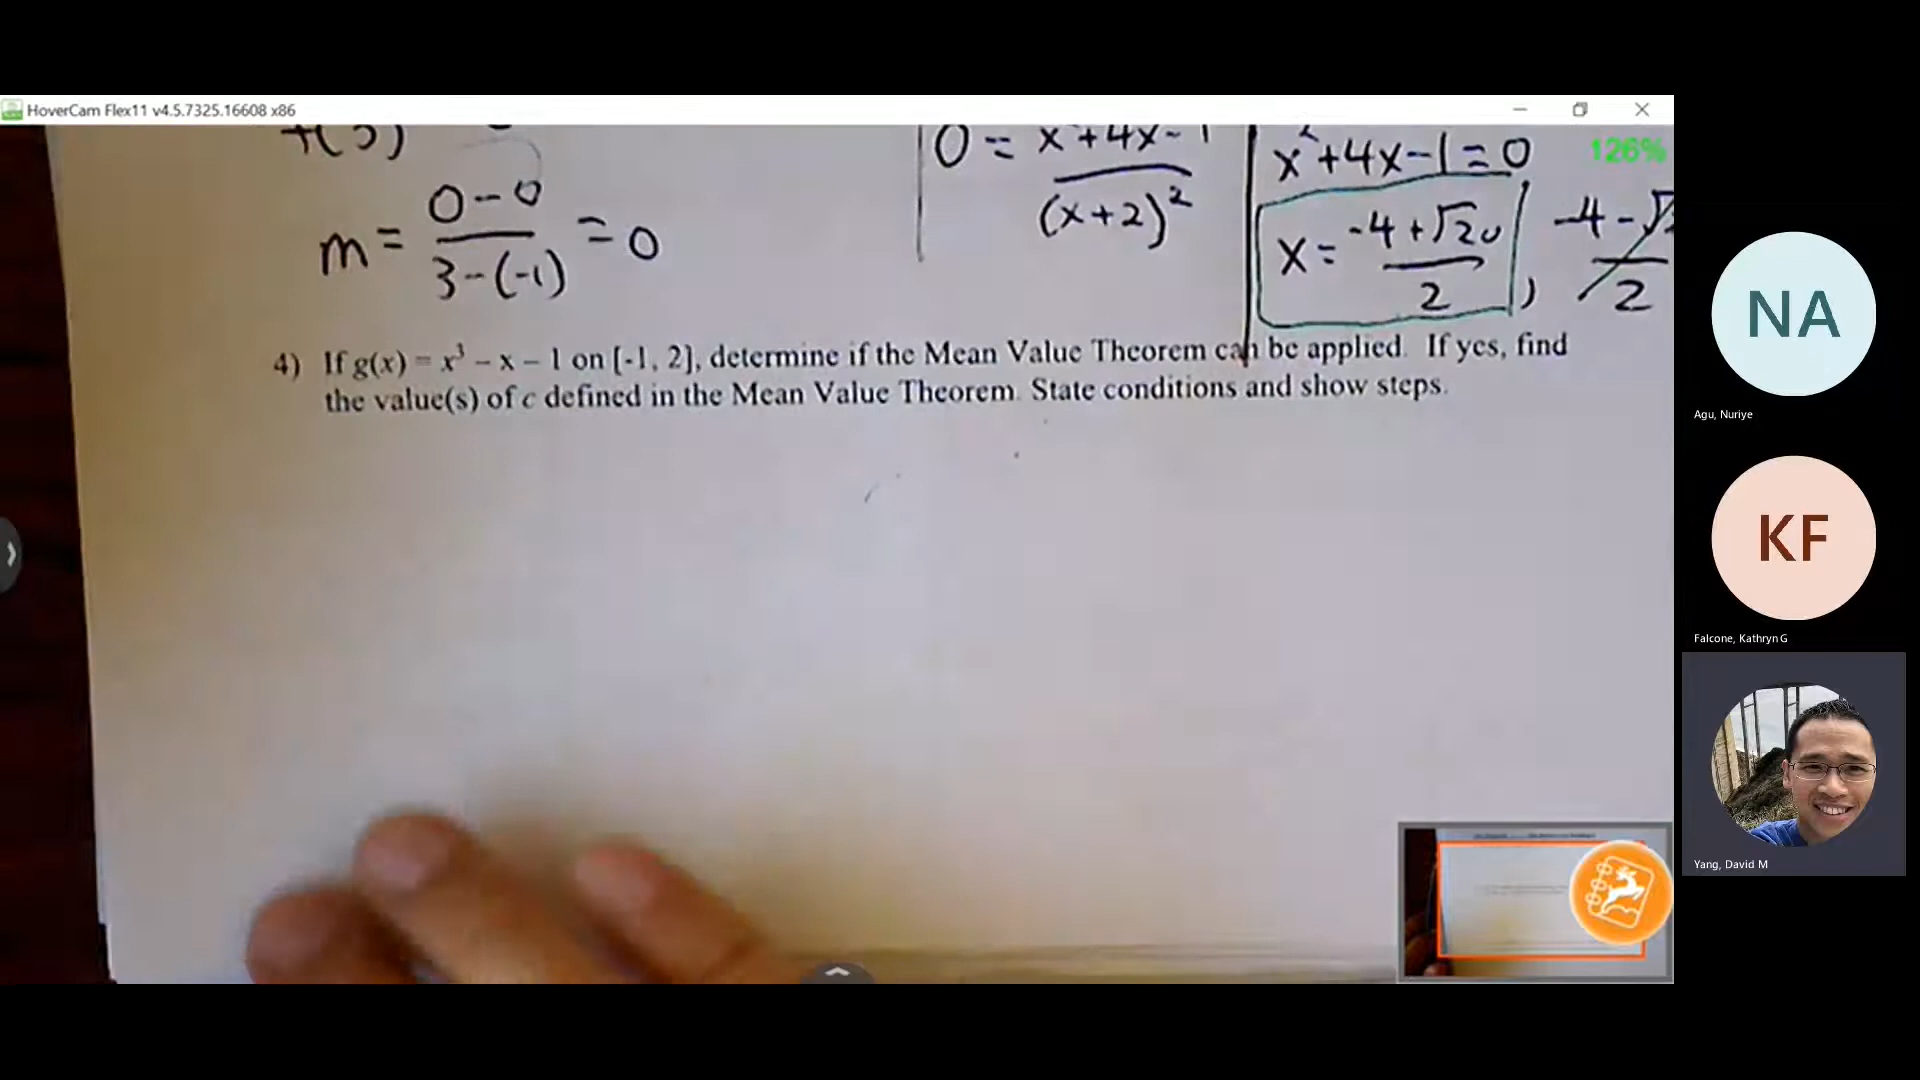 HoverCam Flex11 v4.5.7325.16608 x86
126%
m = 0 - 0 / 3 - (-1) = 0
0 = x²+4x-1 / (x+2)²
x²+4x-1=0
x = -4+√20 / 2 , -4-√ / 2
4) If g(x) = x³ – x – 1 on [-1, 2], determine if the Mean Value Theorem can be applied. If yes, find
the value(s) of c defined in the Mean Value Theorem. State conditions and show steps.
NA
Agu, Nuriye
KF
Falcone, Kathryn G
Yang, David M